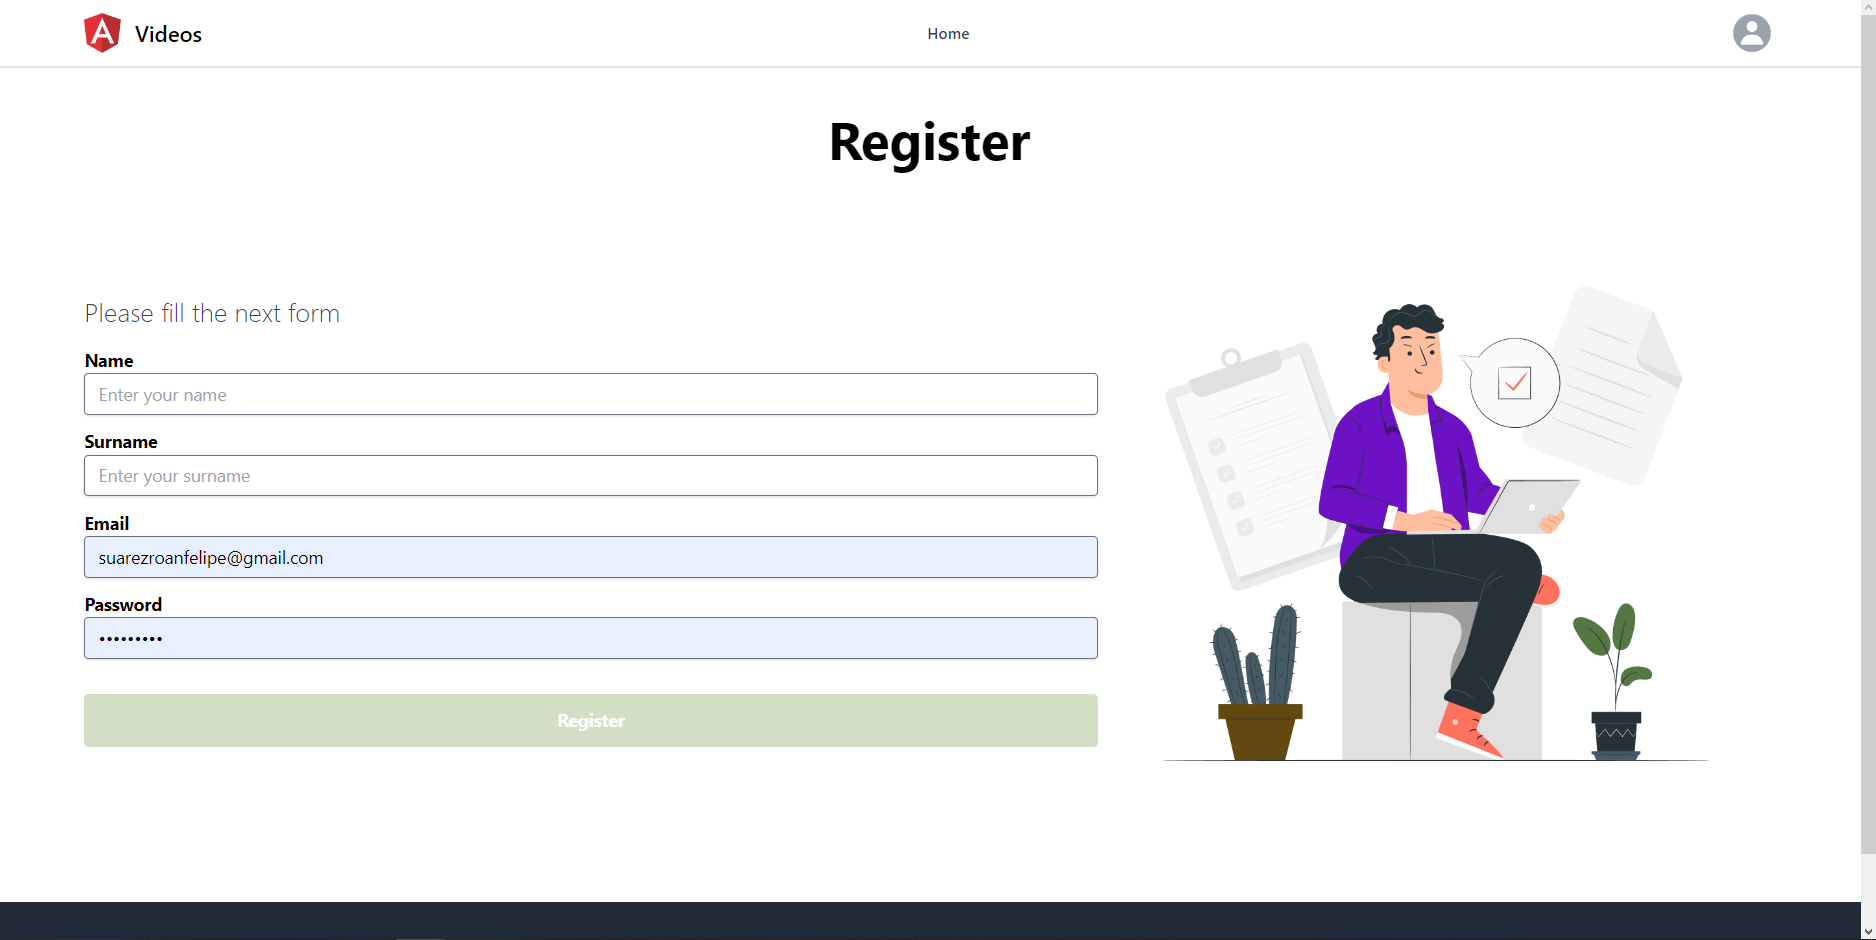 Videos
Home
Register
Please fill the next form
Name
Enter your name
Surname
Enter your surname
Email
suarezroanfelipe@gmail.com
Password
•••••••••
Register